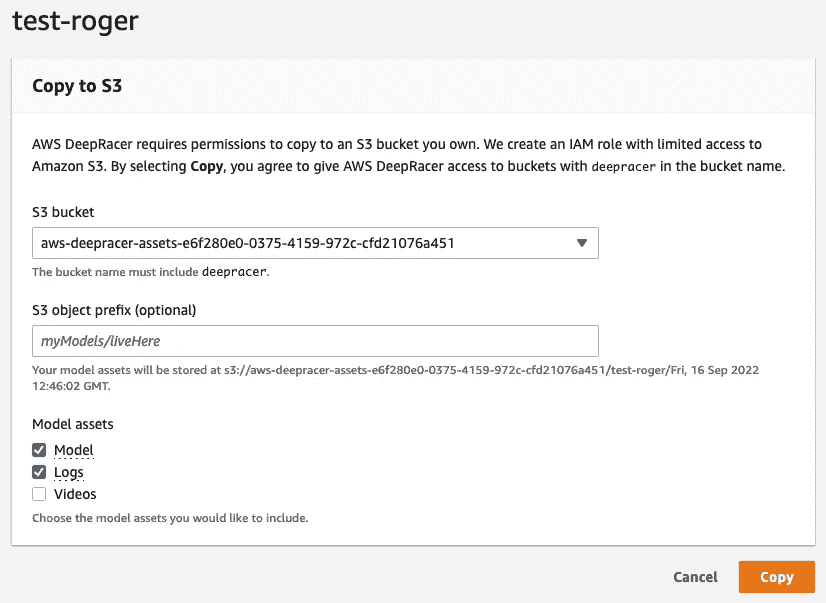 test-roger
Copy to S3
AWS DeepRacer requires permissions to copy to an S3 bucket you own. We create an IAM role with limited access to
Amazon S3. By selecting Copy, you agree to give AWS DeepRacer access to buckets with deepracer in the bucket name.
S3 bucket
aws-deepracer-assets-e6f280e0-0375-4159-972c-cfd21076a451
The bucket name must include deepracer.
S3 object prefix (optional)
myModels/liveHere
Your model assets will be stored at s3://aws-deepracer-assets-e6f280e0-0375-4159-972c-cfd21076a451/test-roger/Fri, 16 Sep 2022
12:46:02 GMT.
Model assets
Model
Logs
Videos
Choose the model assets you would like to include.
Cancel
Copy